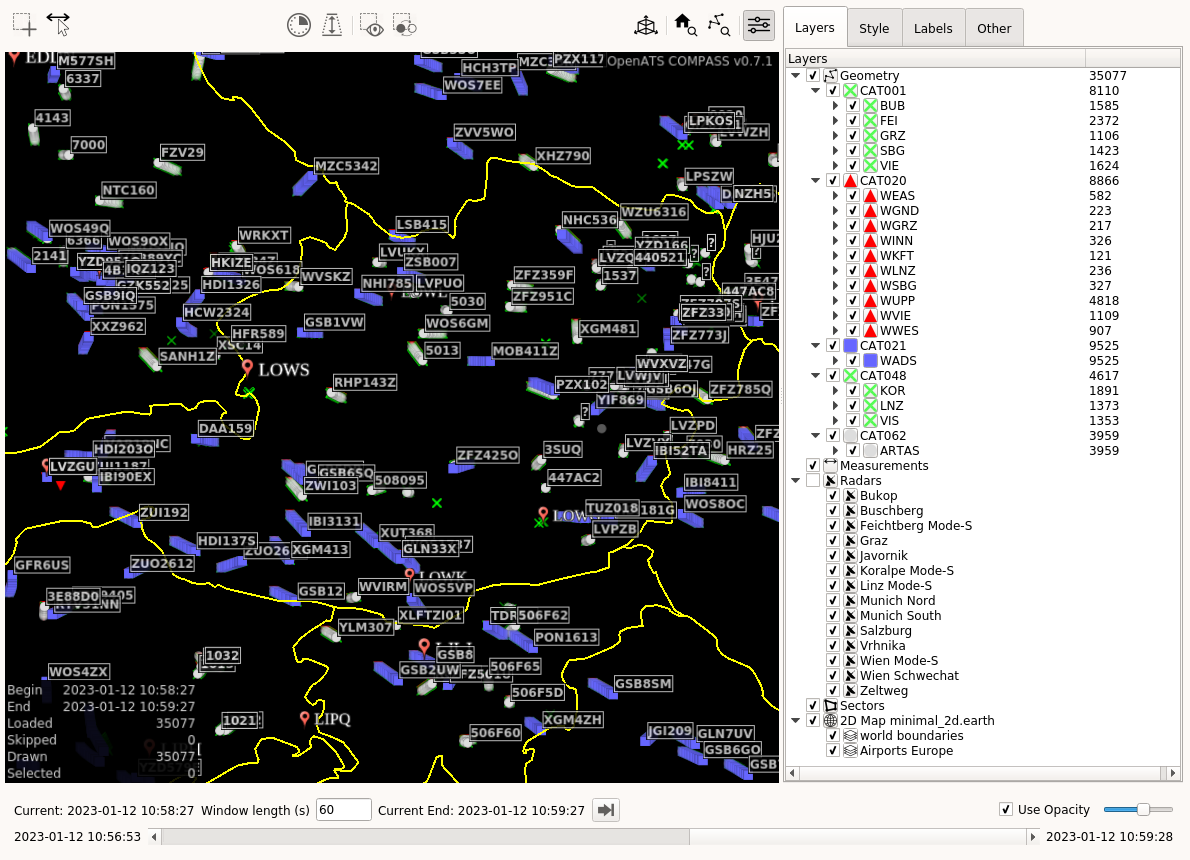 Layers
Style
Labels
Other
OpenATS COMPASS v0.7.1
EDI
M577SH
6337
4143
7000
FZV29
NTC160
HCH3TP
WOS7EE
MZC3
PZX117
ZVV5WO
XHZ790
MZC5342
LPKOS
LPSZW
NZH5
WOS49Q
6366
WOS9OX
2141
IQZ123
WRKXT
HKIZE
WOS618
HDI1326
WVSKZ
LSB415
ZSB007
NHI785
LVPUO
5030
NHC536
WZU6316
YZD166
440521
1537
ZFZ359F
ZFZ951C
447AC8
GSB9IQ
PON1575
XXZ962
HCW2324
HFR589
XSC14
SANH1Z
GSB1VW
WOS6GM
5013
MOB411Z
XGM481
ZFZ33
ZFZ773J
LOWS
RHP143Z
PZX102
WVXVZ
YIF869
ZFZ785Q
DAA159
HDI203O
LVZGU
IBI90EX
ZFZ425O
3SUQ
LVZPD
IBI52TA
HRZ25
GSB6SQ
ZWI103
508095
447AC2
IBI8411
WOS8OC
ZUI192
IBI3131
TUZ018
181G
LVPZB
HDI137S
ZUO26
XGM413
XUT368
GLN33X
GFR6US
ZUO2612
LOWK
3E88D0
GSB12
WVIRM
WOS5VP
XLFTZI01
YLM307
506F62
PON1613
1032
WOS4ZX
GSB8
GSB2UW
506F65
506F5D
GSB8SM
1021
LIPQ
506F60
XGM4ZH
JGI209
GLN7UV
GSB6GO
Begin 2023-01-12 10:58:27
End 2023-01-12 10:59:27
Loaded 35077
Skipped 0
Drawn 35077
Selected 0
Layers
Geometry 35077
CAT001 8110
BUB 1585
FEI 2372
GRZ 1106
SBG 1423
VIE 1624
CAT020 8866
WEAS 582
WGND 223
WGRZ 217
WINN 326
WKFT 121
WLNZ 236
WSBG 327
WUPP 4818
WVIE 1109
WWES 907
CAT021 9525
WADS 9525
CAT048 4617
KOR 1891
LNZ 1373
VIS 1353
CAT062 3959
ARTAS 3959
Measurements
Radars
Bukop
Buschberg
Feichtberg Mode-S
Graz
Javornik
Koralpe Mode-S
Linz Mode-S
Munich Nord
Munich South
Salzburg
Vrhnika
Wien Mode-S
Wien Schwechat
Zeltweg
Sectors
2D Map minimal_2d.earth
world boundaries
Airports Europe
Current: 2023-01-12 10:58:27 Window length (s) 60 Current End: 2023-01-12 10:59:27
Use Opacity
2023-01-12 10:56:53
2023-01-12 10:59:28